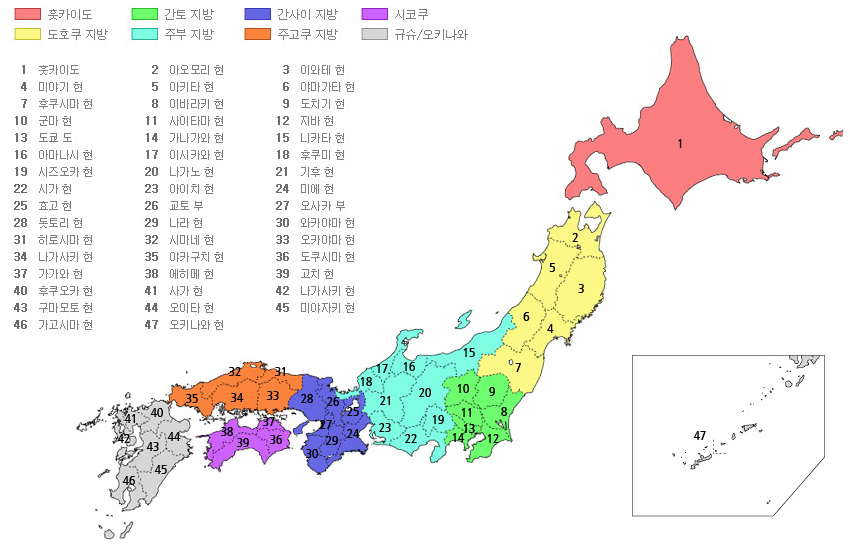 홋카이도 간토 지방 간사이 지방 시코쿠
도호쿠 지방 주부 지방 주고쿠 지방 규슈/오키나와
1 홋카이도 2 아오모리 현 3 이와테 현
4 미야기 현 5 아키타 현 6 야마가타 현
7 후쿠시마 현 8 이바라키 현 9 도치기 현
10 군마 현 11 사이타마 현 12 지바 현
13 도쿄 도 14 가나가와 현 15 니카타 현
16 야마나시 현 17 이시카와 현 18 후쿠미 현
19 시즈오카 현 20 나가노 현 21 기후 현
22 시가 현 23 아이치 현 24 미에 현
25 효고 현 26 교토 부 27 오사카 부
28 돗토리 현 29 나라 현 30 와카야마 현
31 히로시마 현 32 시마네 현 33 오카야마 현
34 나가사키 현 35 야카구치 현 36 도쿠시마 현
37 가가와 현 38 에히메 현 39 고치 현
40 후쿠오카 현 41 사가 현 42 나가사키 현
43 구마모토 현 44 오이타 현 45 미야자키 현
46 가고시마 현 47 오키나와 현
1
2
5
3
6
4
7
15
17 16
18
32 31
35 34 33
28 26
25
27 24
29
30
21 20
19
23
22
10 9
11 8
13
14 12
38 37
39 36
41 40
42 44
43
45
46
47